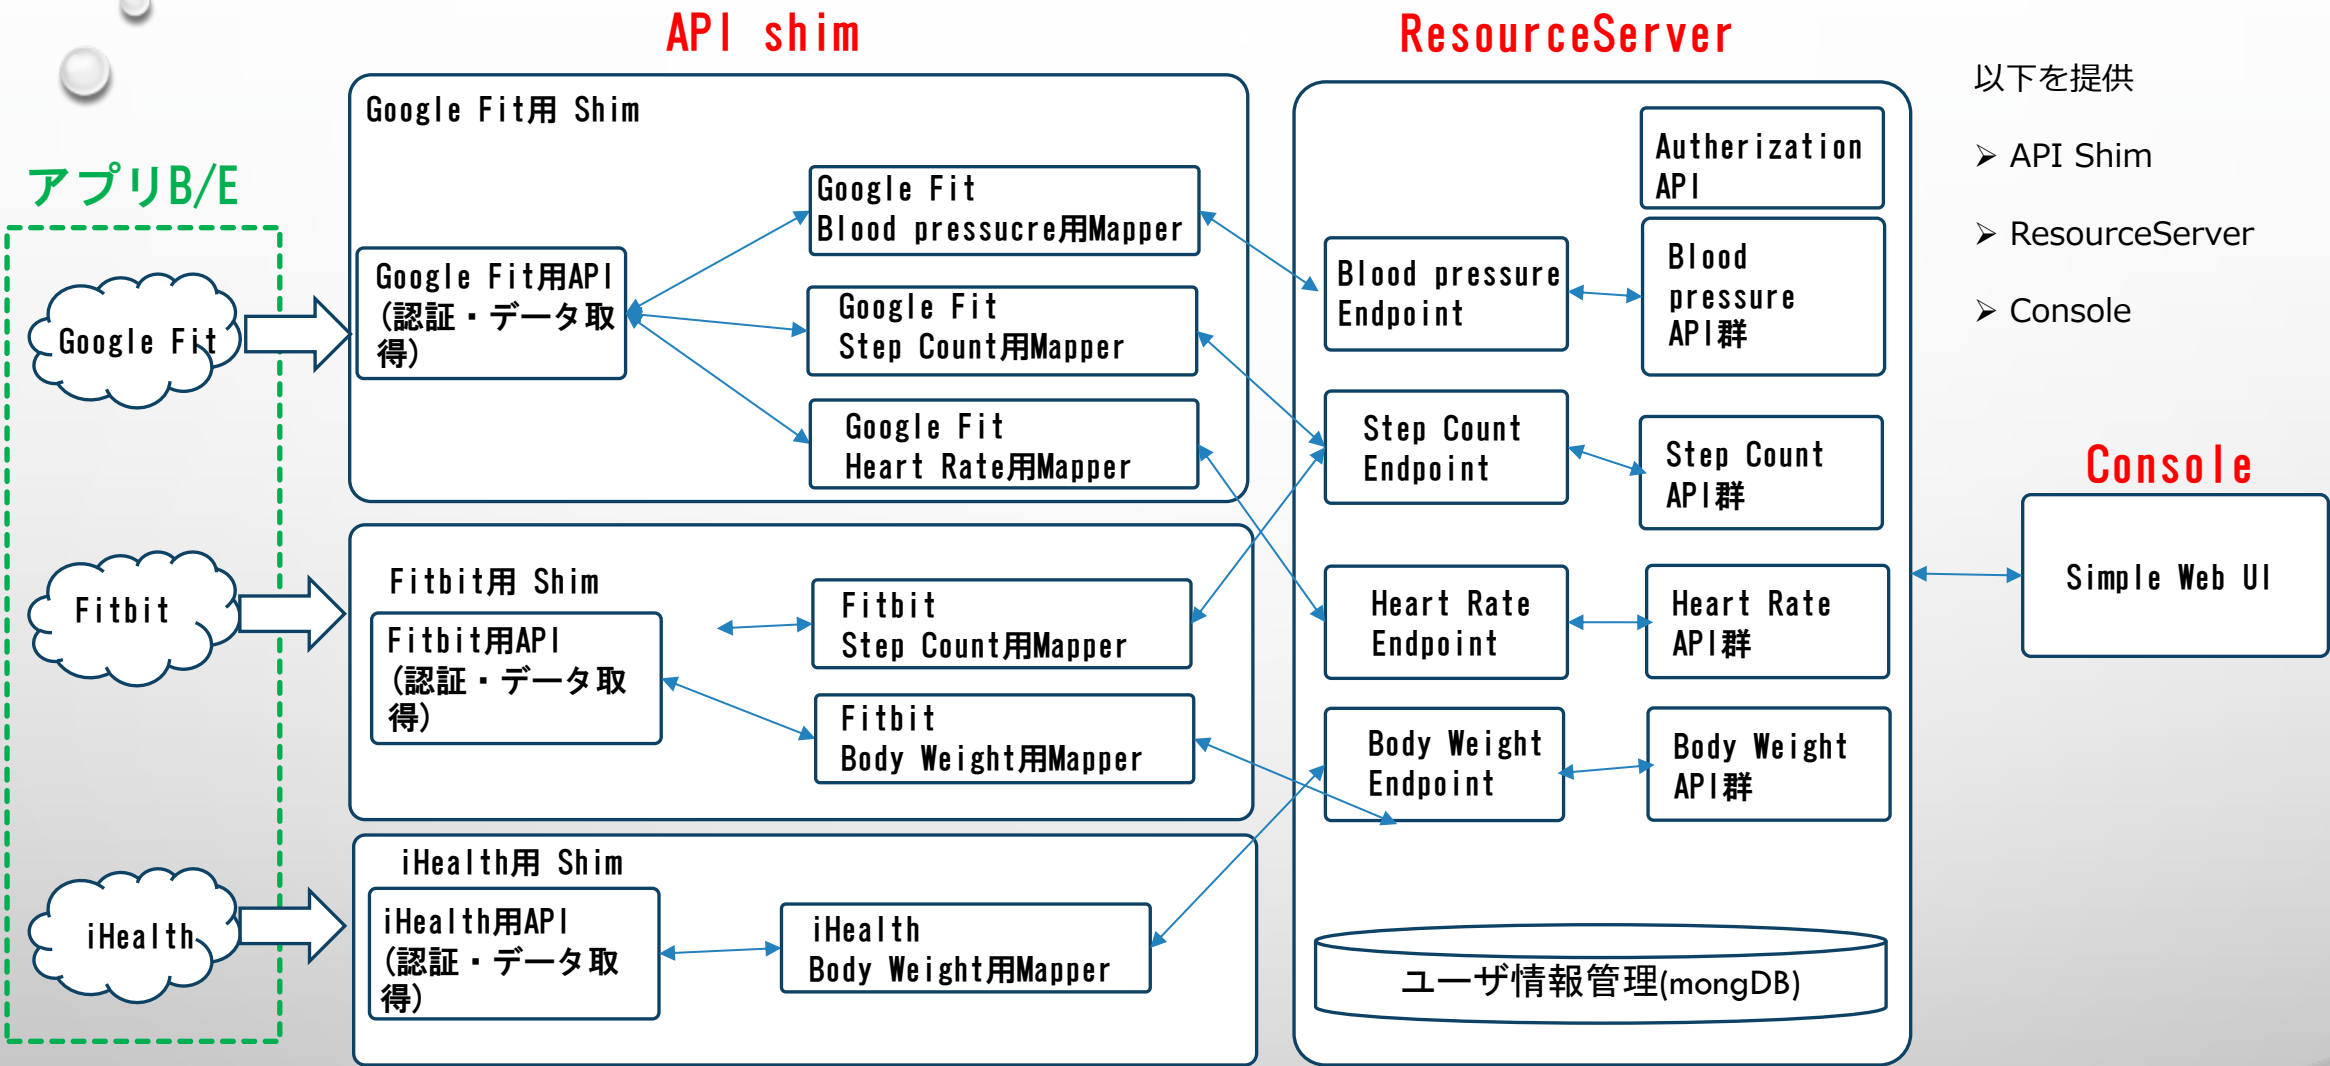 API shim
ResourceServer
以下を提供
➢ API Shim
➢ ResourceServer
➢ Console
アプリB/E
Google Fit
Fitbit
iHealth
Google Fit用 Shim
Google Fit用API
(認証・データ取
得)
Google Fit
Blood pressucre用Mapper
Google Fit
Step Count用Mapper
Google Fit
Heart Rate用Mapper
Fitbit用 Shim
Fitbit用API
(認証・データ取
得)
Fitbit
Step Count用Mapper
Fitbit
Body Weight用Mapper
iHealth用 Shim
iHealth用API
(認証・データ取
得)
iHealth
Body Weight用Mapper
Autherization
API
Blood pressure
Endpoint
Blood
pressure
API群
Step Count
Endpoint
Step Count
API群
Heart Rate
Endpoint
Heart Rate
API群
Body Weight
Endpoint
Body Weight
API群
ユーザ情報管理(mongDB)
Console
Simple Web UI